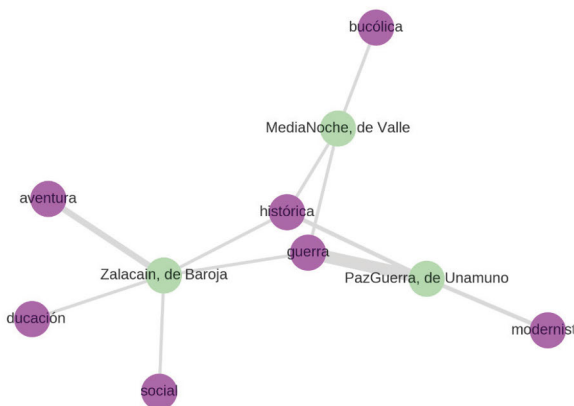 bucólica
MediaNoche, de Valle
aventura
histórica
guerra
Zalacain, de Baroja
PazGuerra, de Unamuno
ducación
modernist
social